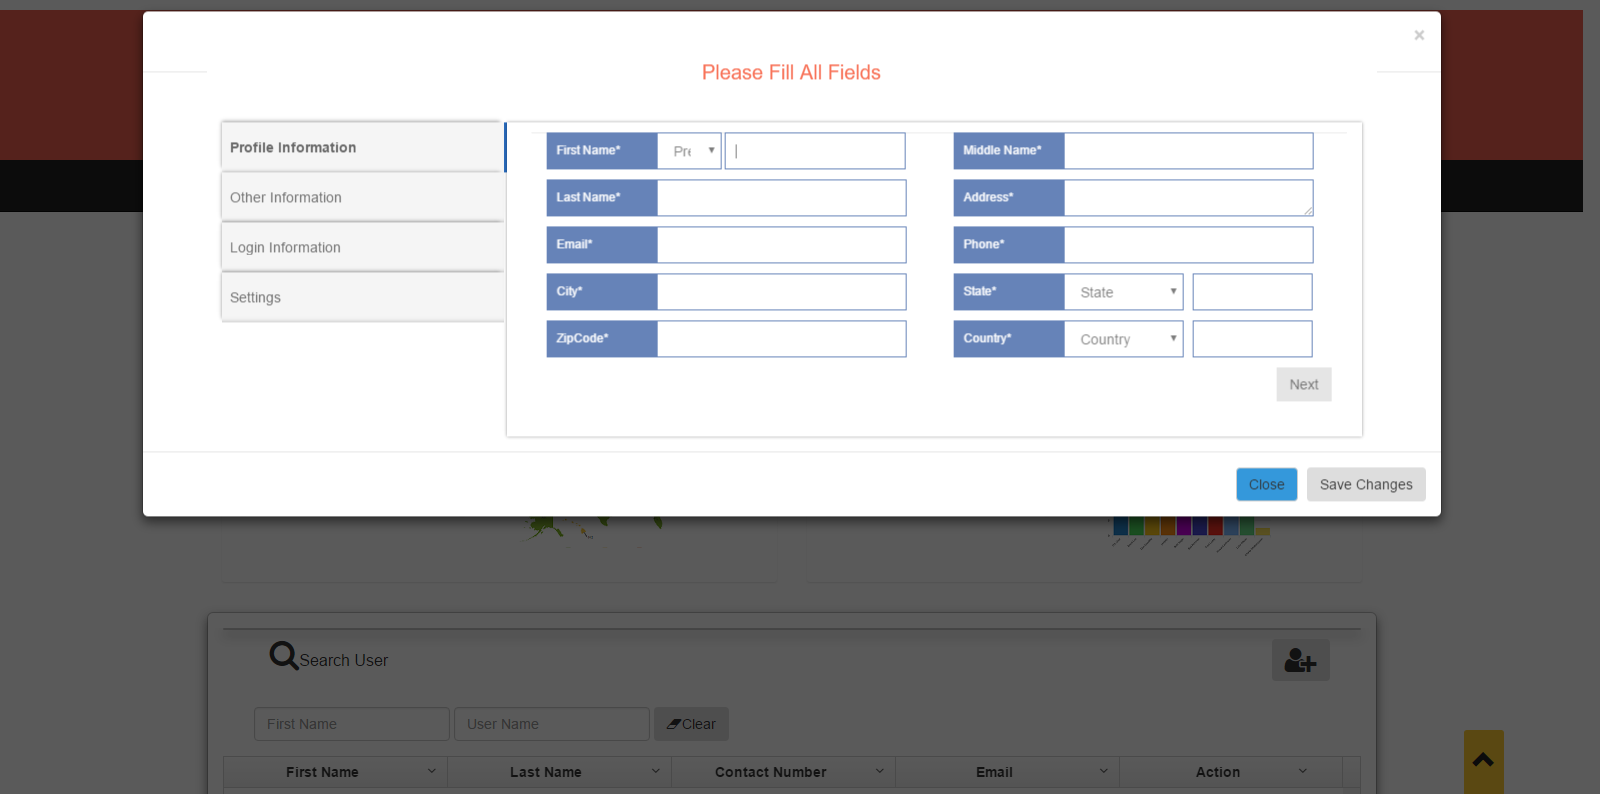 ×
Please Fill All Fields
Profile Information
Other Information
Login Information
Settings
First Name* Pre
Middle Name*
Last Name*
Address*
Email*
Phone*
City*
State* State
ZipCode*
Country* Country
Next
Close Save Changes
Search User
First Name User Name Clear
First Name Last Name Contact Number Email Action